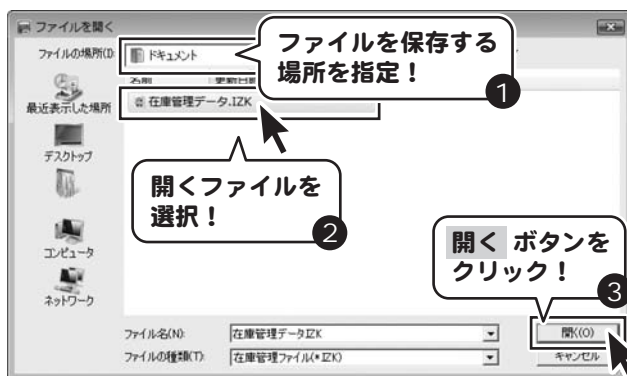 ファイルを開く
ファイルの場所(I):
ドキュメント
ファイルを保存する
場所を指定！
1
名前
更新日時
最近表示した場所
在庫管理データ.IZK
デスクトップ
開くファイルを
選択！
2
コンピュータ
開く ボタンを
クリック！
3
ネットワーク
ファイル名(N):
在庫管理データ.IZK
開く(O)
ファイルの種類(T):
在庫管理ファイル(*.IZK)
キャンセル